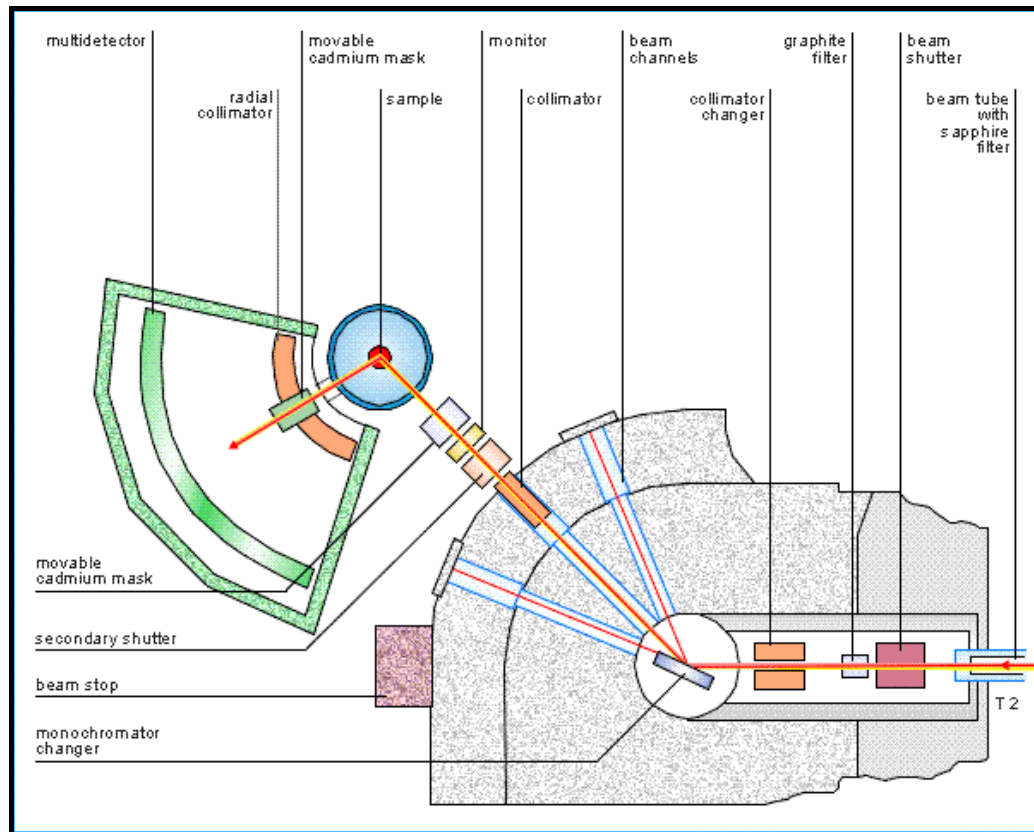 multidetector
movable
cadmium mask
monitor
beam
channels
graphite
filter
beam
shutter
radial
collimator
sample
collimator
collimator
changer
beam tube
with
sapphire
filter
movable
cadmium mask
secondary shutter
beam stop
monochromator
changer
T2